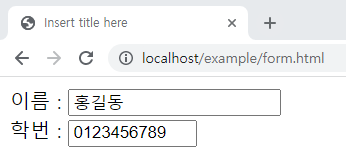 Insert title here
localhost/example/form.html
이름 : 홍길동
학번 : 0123456789